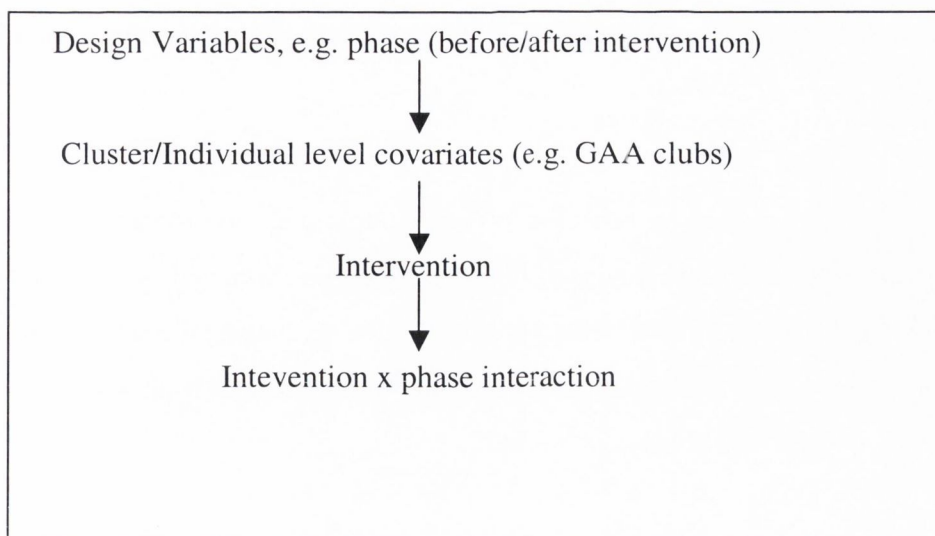 Design Variables, e.g. phase (before/after intervention)
Cluster/Individual level covariates (e.g. GAA clubs)
Intervention
Intevention x phase interaction